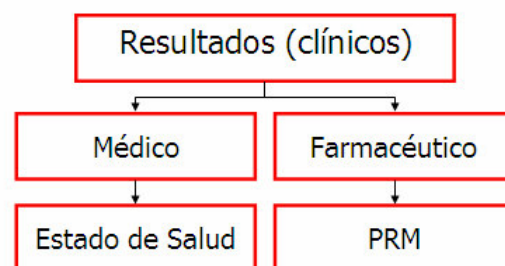 Resultados (clínicos)
Médico
Farmacéutico
Estado de Salud
PRM